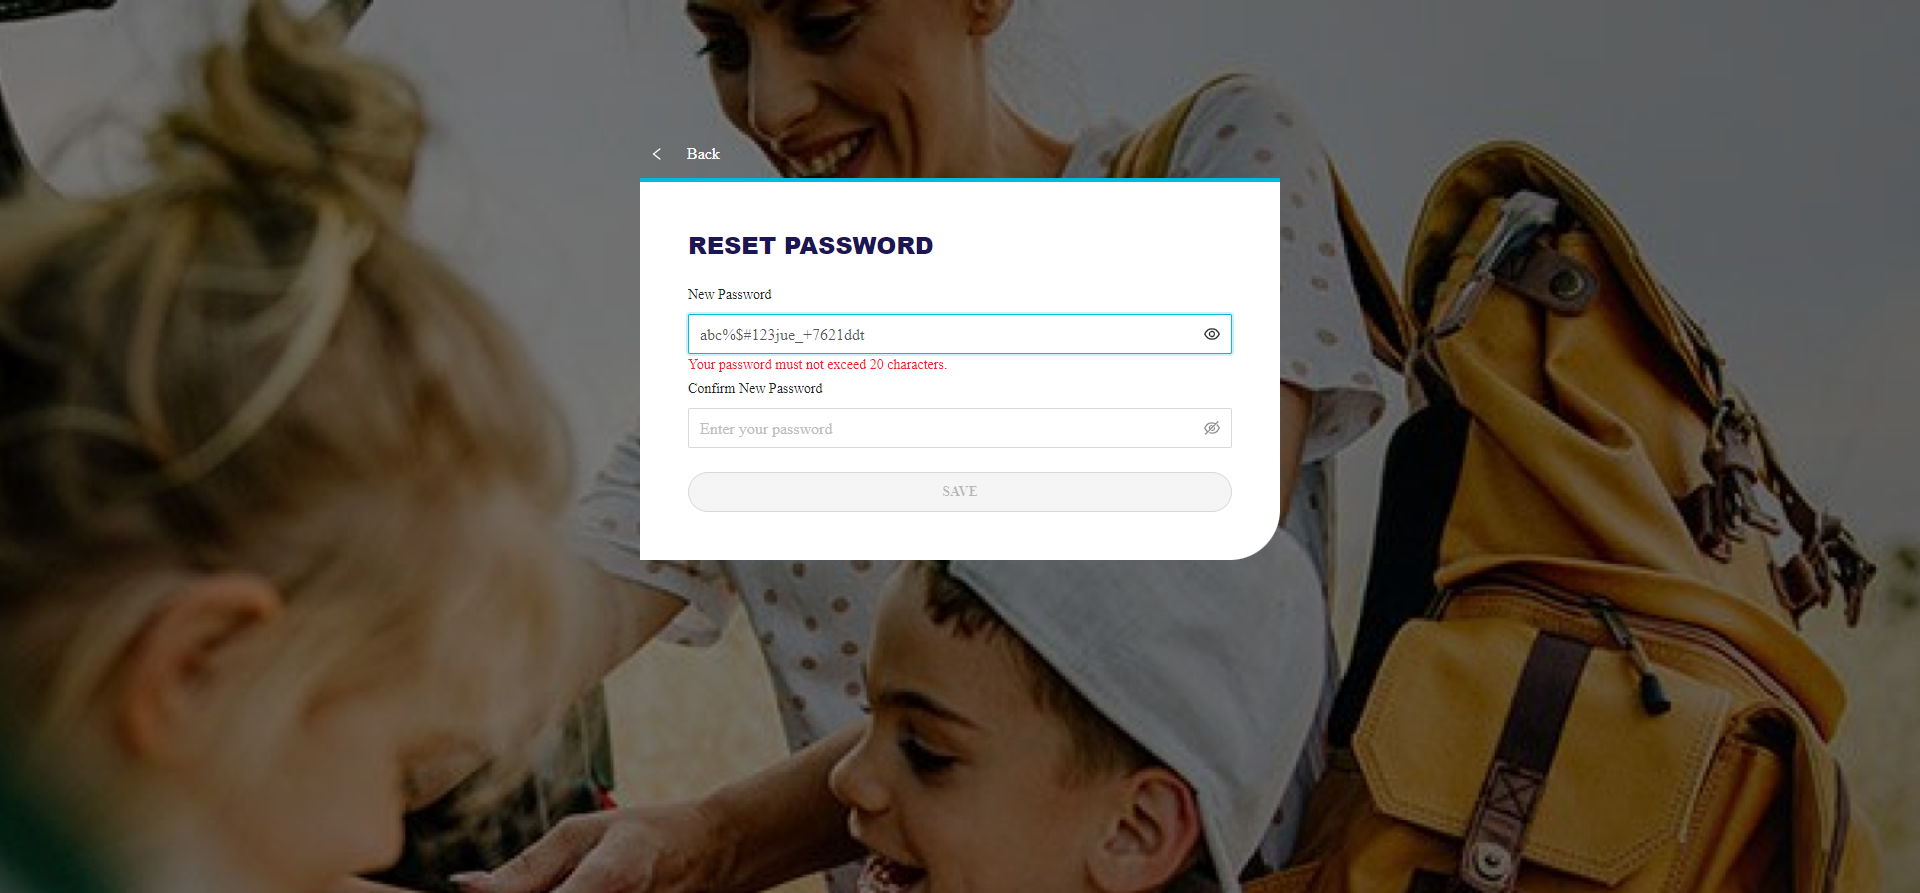 Back
RESET PASSWORD
New Password
abc%$#123jue_+7621ddt
Your password must not exceed 20 characters.
Confirm New Password
Enter your password
SAVE